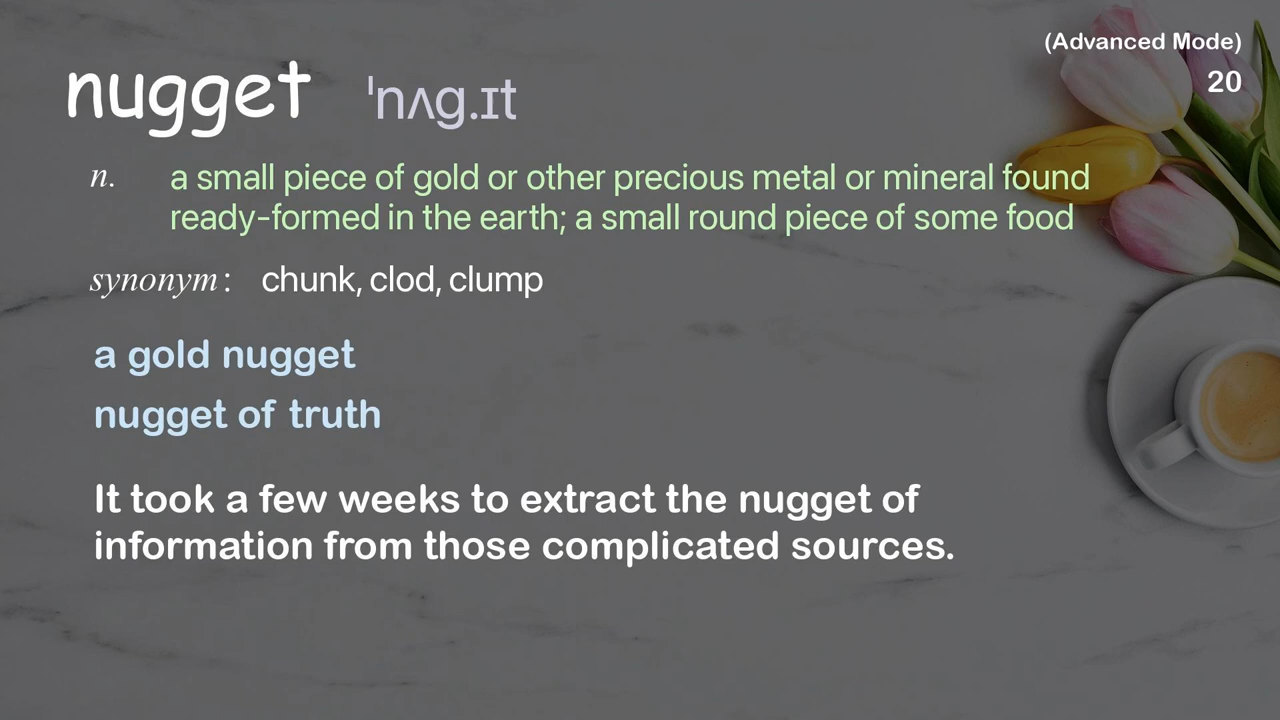 (Advanced Mode)
20
nugget ˈnʌɡ.ɪt
n. a small piece of gold or other precious metal or mineral found
ready-formed in the earth; a small round piece of some food
synonym: chunk, clod, clump
a gold nugget
nugget of truth
It took a few weeks to extract the nugget of
information from those complicated sources.